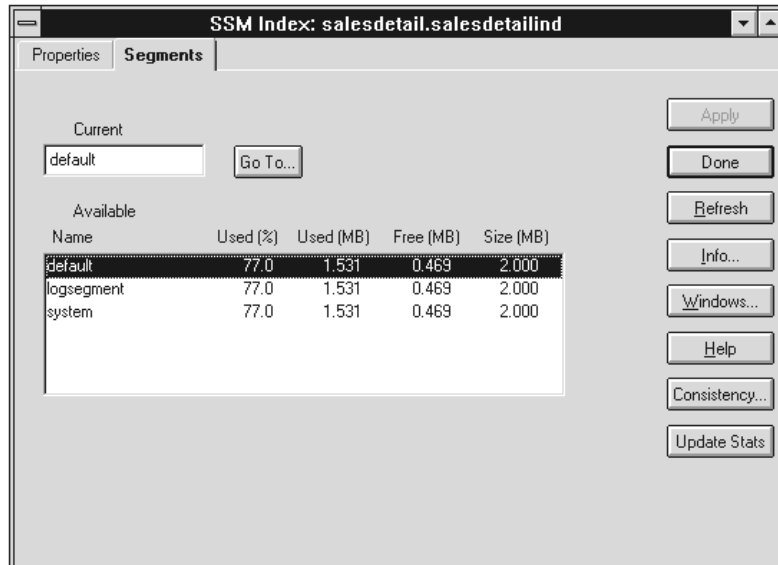 SSM Index: salesdetail.salesdetailind
Properties Segments
Current
default Go To...
Available
Name Used (%) Used (MB) Free (MB) Size (MB)
default 77.0 1.531 0.469 2.000
logsegment 77.0 1.531 0.469 2.000
system 77.0 1.531 0.469 2.000
Apply
Done
Refresh
Info...
Windows...
Help
Consistency...
Update Stats